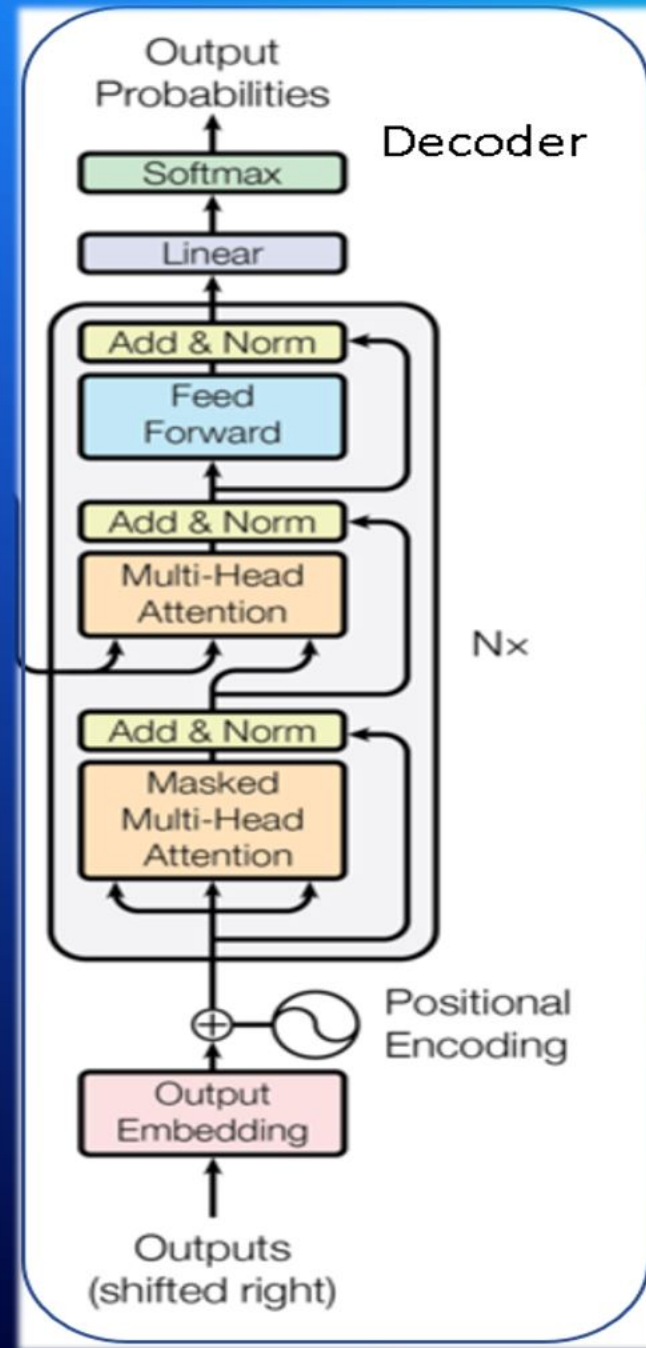 Output
Probabilities
Decoder
Softmax
Linear
Add & Norm
Feed
Forward
Add & Norm
Multi-Head
Attention
Nx
Add & Norm
Masked
Multi-Head
Attention
Positional
Encoding
Output
Embedding
Outputs
(shifted right)